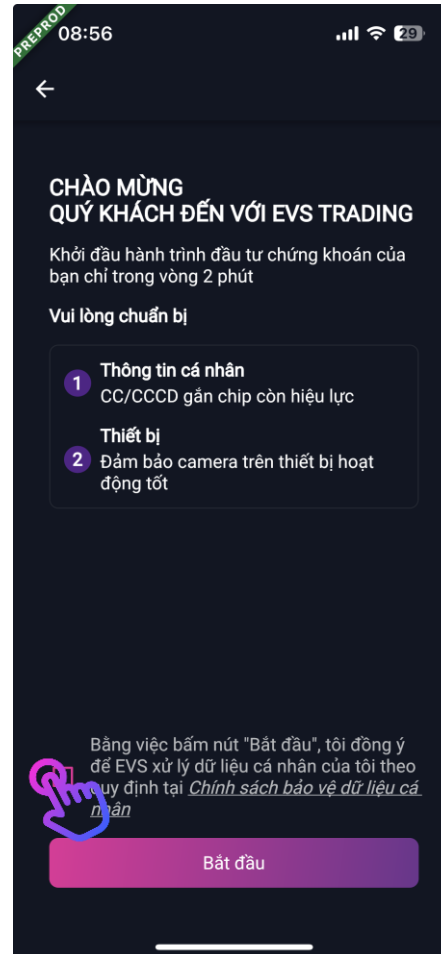 PREPROD
08:56
29
CHÀO MỪNG
QUÝ KHÁCH ĐẾN VỚI EVS TRADING
Khởi đầu hành trình đầu tư chứng khoán của
bạn chỉ trong vòng 2 phút
Vui lòng chuẩn bị
1 Thông tin cá nhân
CC/CCCD gắn chip còn hiệu lực
Thiết bị
2 Đảm bảo camera trên thiết bị hoạt
động tốt
Bằng việc bấm nút "Bắt đầu", tôi đồng ý
để EVS xử lý dữ liệu cá nhân của tôi theo
quy định tại Chính sách bảo vệ dữ liệu cá
nhân
Bắt đầu